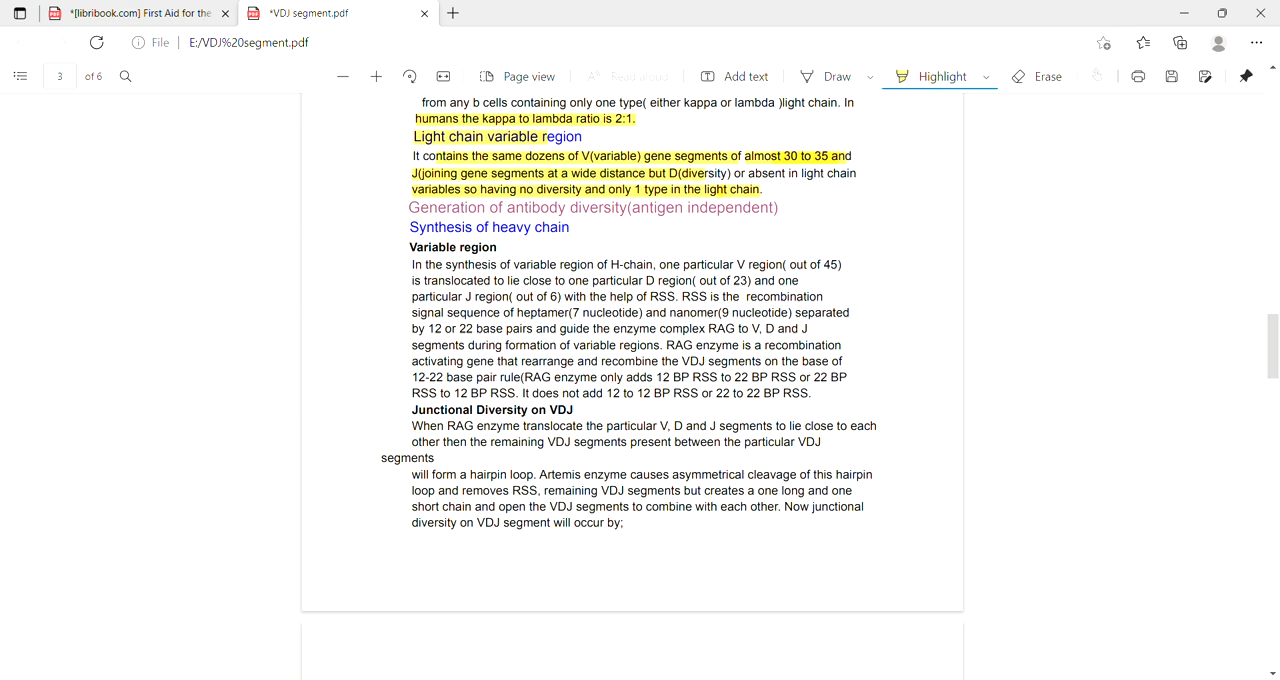 *[libribook.com] First Aid for the
*VDJ segment.pdf
File
E:/VDJ%20segment.pdf
3 of 6
Page view
Read aloud
Add text
Draw
Highlight
Erase
from any b cells containing only one type( either kappa or lambda )light chain. In
humans the kappa to lambda ratio is 2:1.
Light chain variable region
It contains the same dozens of V(variable) gene segments of almost 30 to 35 and
J(joining gene segments at a wide distance but D(diversity) or absent in light chain
variables so having no diversity and only 1 type in the light chain.
Generation of antibody diversity(antigen independent)
Synthesis of heavy chain
Variable region
In the synthesis of variable region of H-chain, one particular V region( out of 45)
is translocated to lie close to one particular D region( out of 23) and one
particular J region( out of 6) with the help of RSS. RSS is the recombination
signal sequence of heptamer(7 nucleotide) and nanomer(9 nucleotide) separated
by 12 or 22 base pairs and guide the enzyme complex RAG to V, D and J
segments during formation of variable regions. RAG enzyme is a recombination
activating gene that rearrange and recombine the VDJ segments on the base of
12-22 base pair rule(RAG enzyme only adds 12 BP RSS to 22 BP RSS or 22 BP
RSS to 12 BP RSS. It does not add 12 to 12 BP RSS or 22 to 22 BP RSS.
Junctional Diversity on VDJ
When RAG enzyme translocate the particular V, D and J segments to lie close to each
other then the remaining VDJ segments present between the particular VDJ
segments
will form a hairpin loop. Artemis enzyme causes asymmetrical cleavage of this hairpin
loop and removes RSS, remaining VDJ segments but creates a one long and one
short chain and open the VDJ segments to combine with each other. Now junctional
diversity on VDJ segment will occur by;